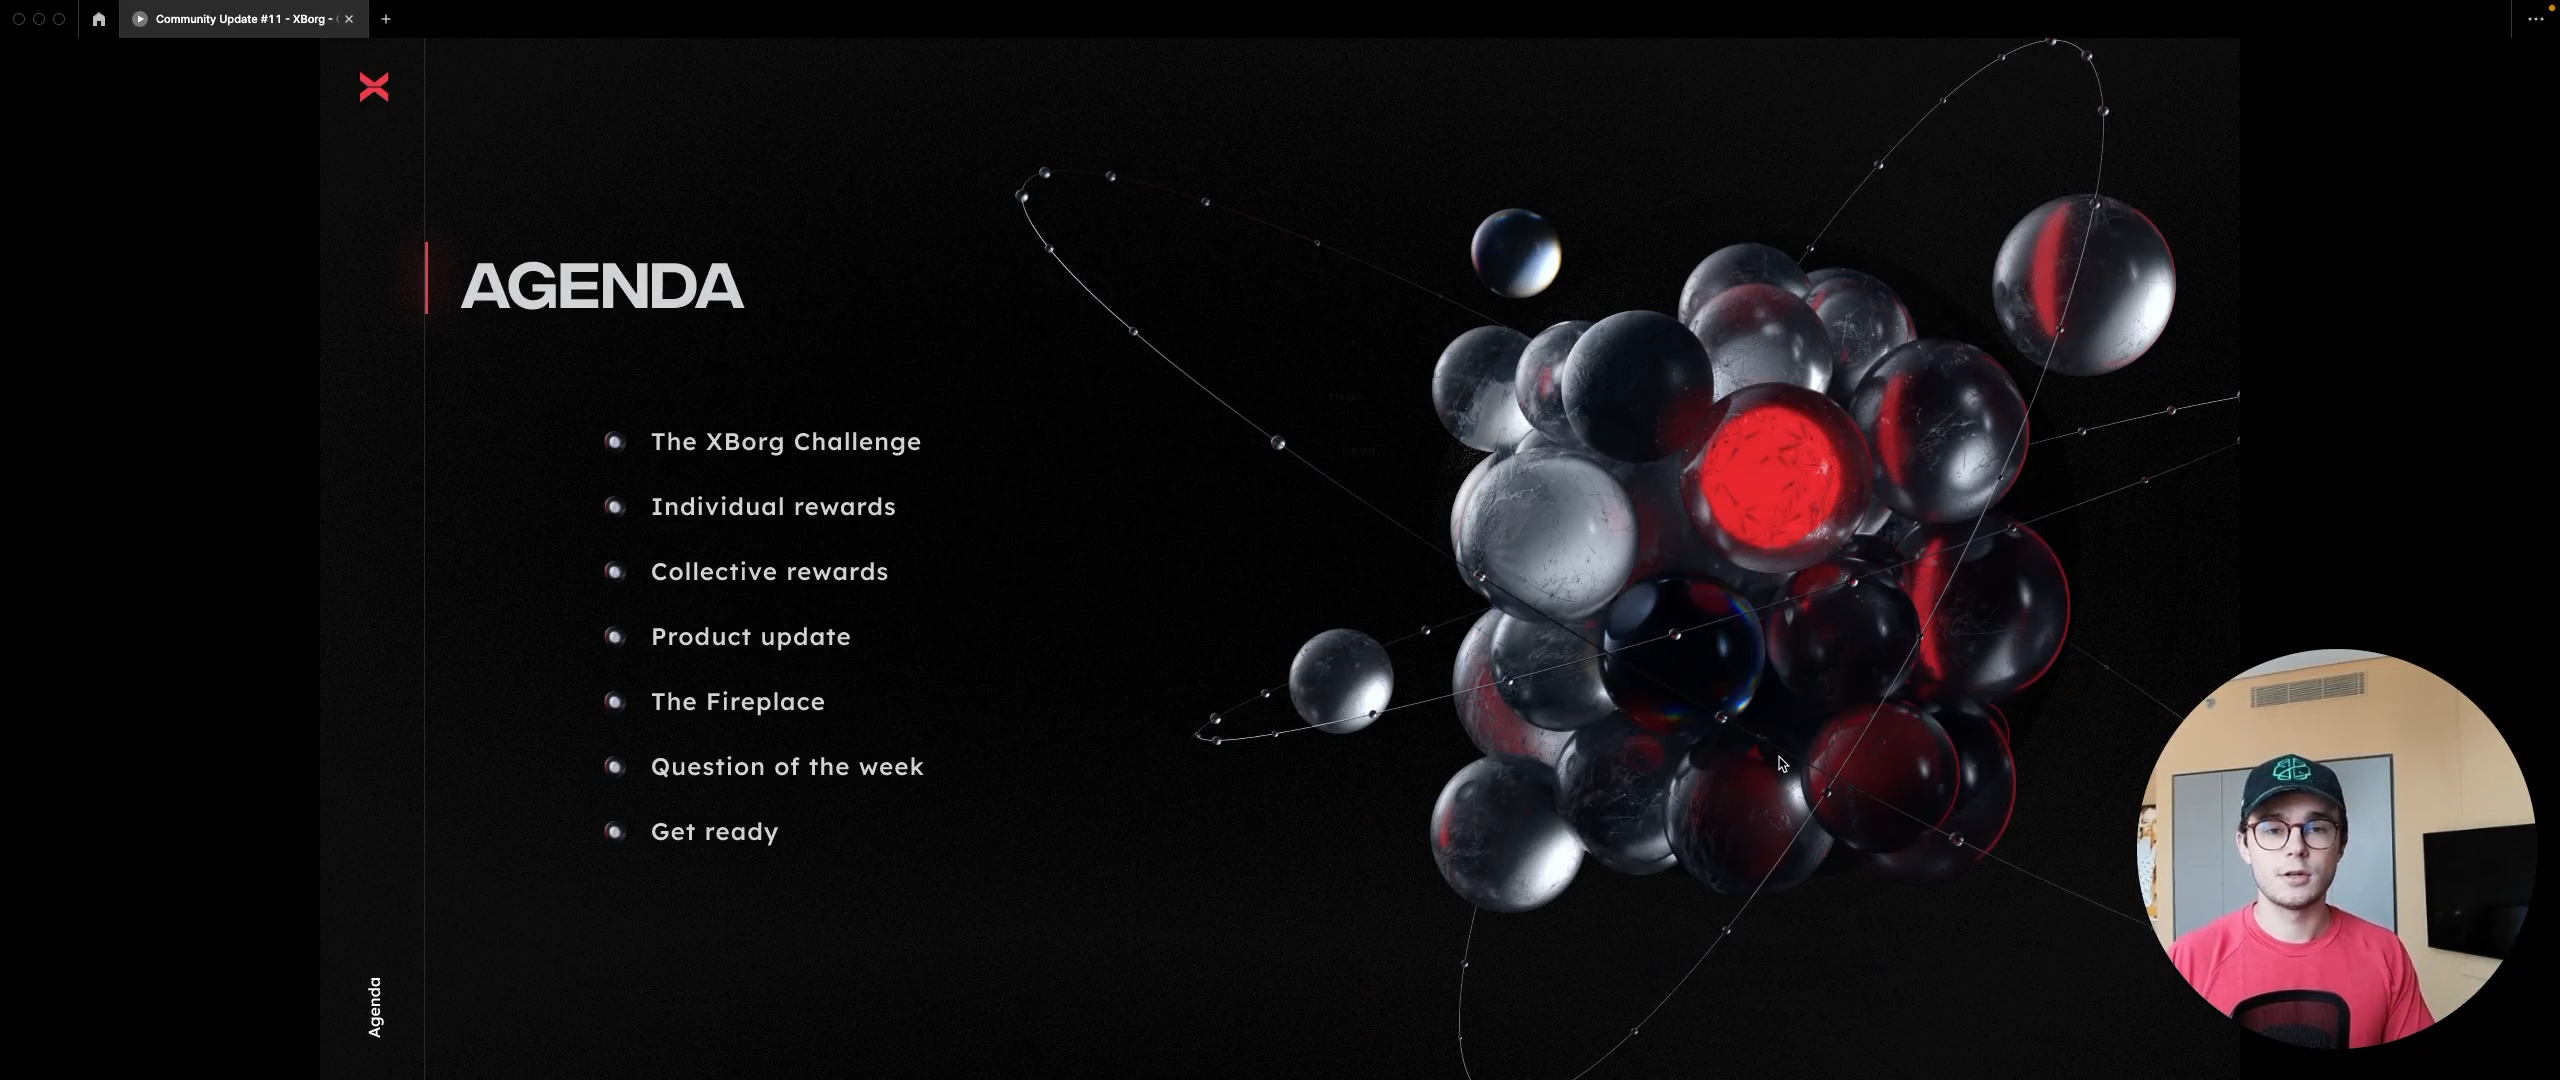 Community Update #11 - XBorg -
AGENDA
The XBorg Challenge
Individual rewards
Collective rewards
Product update
The Fireplace
Question of the week
Get ready
Agenda